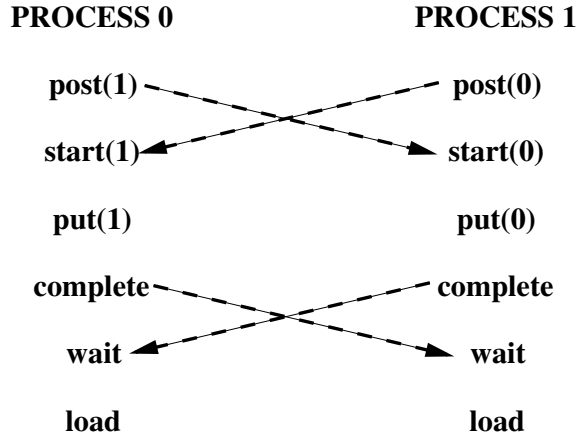 PROCESS 0 PROCESS 1
post(1) post(0)
start(1) start(0)
put(1) put(0)
complete complete
wait wait
load load